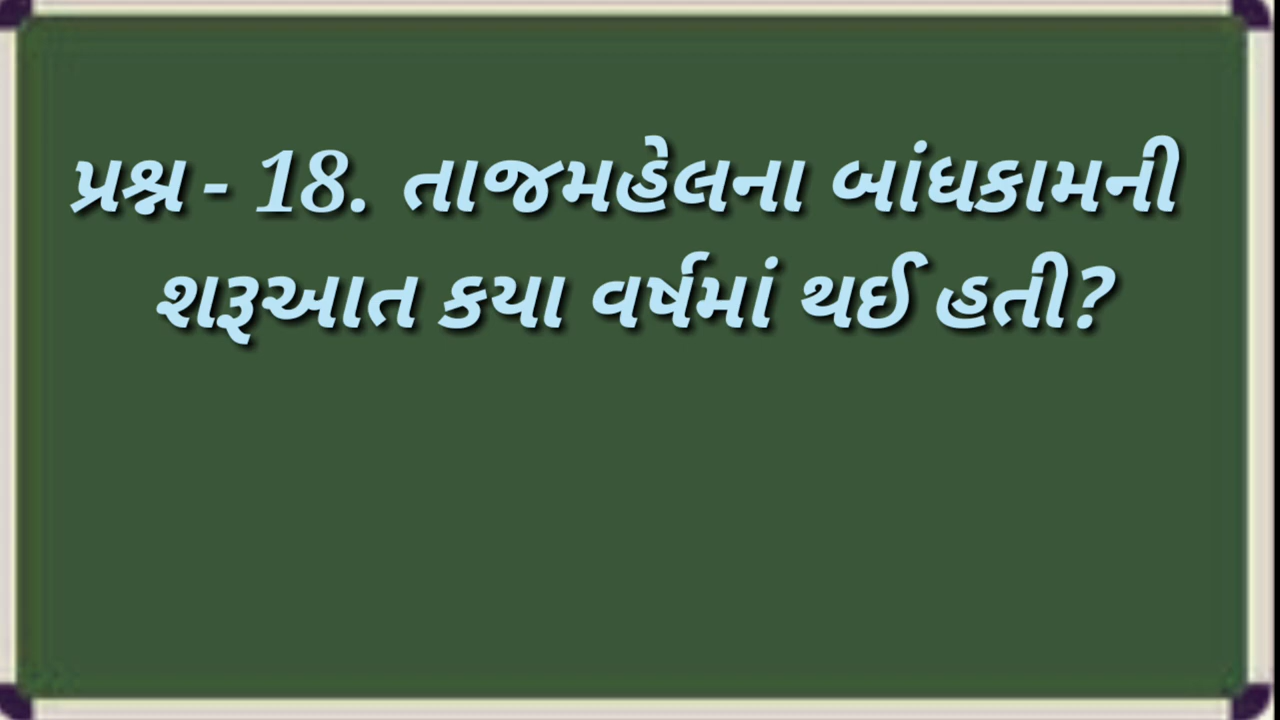 પ્રશ્ન - 18. તાજમહેલના બાંધકામની
શરૂઆત કયા વર્ષમાં થઈ હતી?